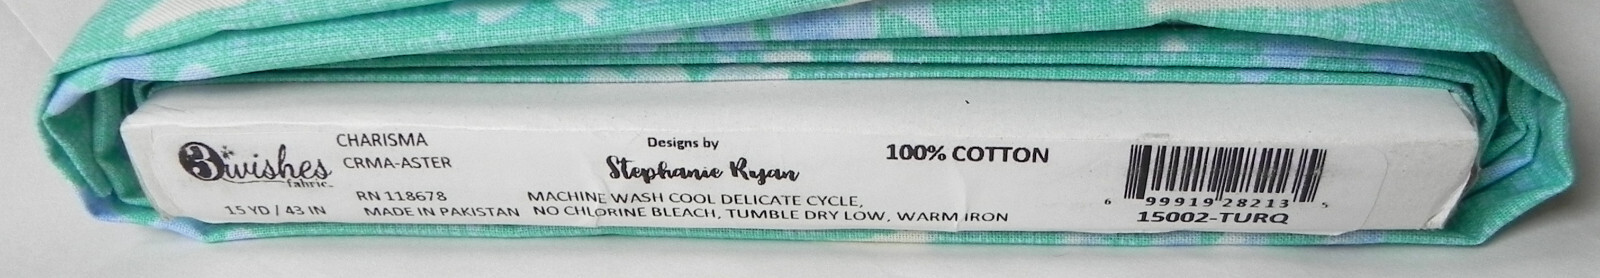 3 wishes
fabric
CHARISMA
CRMA-ASTER
RN 118678
15 YD / 43 IN MADE IN PAKISTAN
Designs by
Stephanie Ryan
MACHINE WASH COOL DELICATE CYCLE,
NO CHLORINE BLEACH, TUMBLE DRY LOW, WARM IRON
100% COTTON
6 99919 28213 5
15002-TURQ